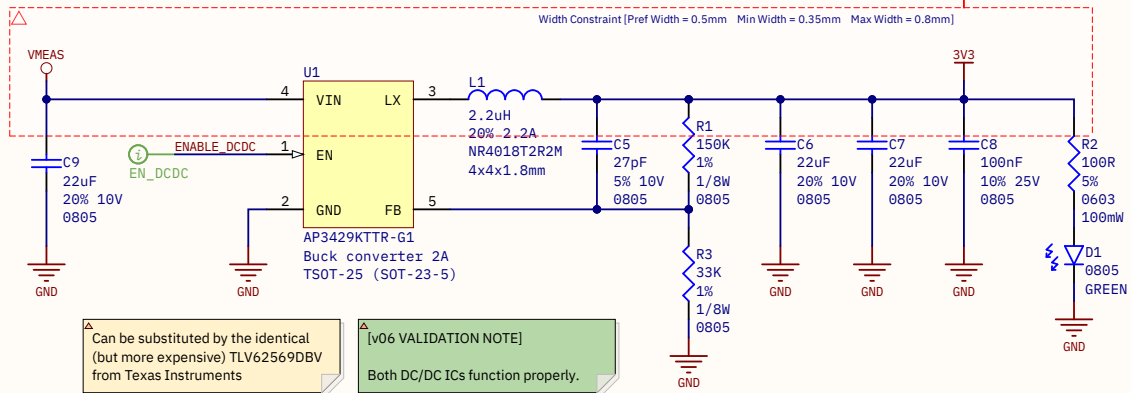 Width Constraint [Pref Width = 0.5mm Min Width = 0.35mm Max Width = 0.8mm]
VMEAS
3V3
U1
4
VIN
LX
3
1
EN
2
GND
FB
5
AP3429KTTR-G1
Buck converter 2A
TSOT-25 (SOT-23-5)
ENABLE_DCDC
i
EN_DCDC
C9
22uF
20% 10V
0805
GND
GND
L1
2.2uH
20% 2.2A
NR4018T2R2M
4x4x1.8mm
C5
27pF
5% 10V
0805
R1
150K
1%
1/8W
0805
R3
33K
1%
1/8W
0805
GND
C6
22uF
20% 10V
0805
GND
C7
22uF
20% 10V
0805
GND
C8
100nF
10% 25V
0805
GND
R2
100R
5%
0603
100mW
D1
0805
GREEN
GND
Can be substituted by the identical
(but more expensive) TLV62569DBV
from Texas Instruments
[v06 VALIDATION NOTE]
Both DC/DC ICs function properly.